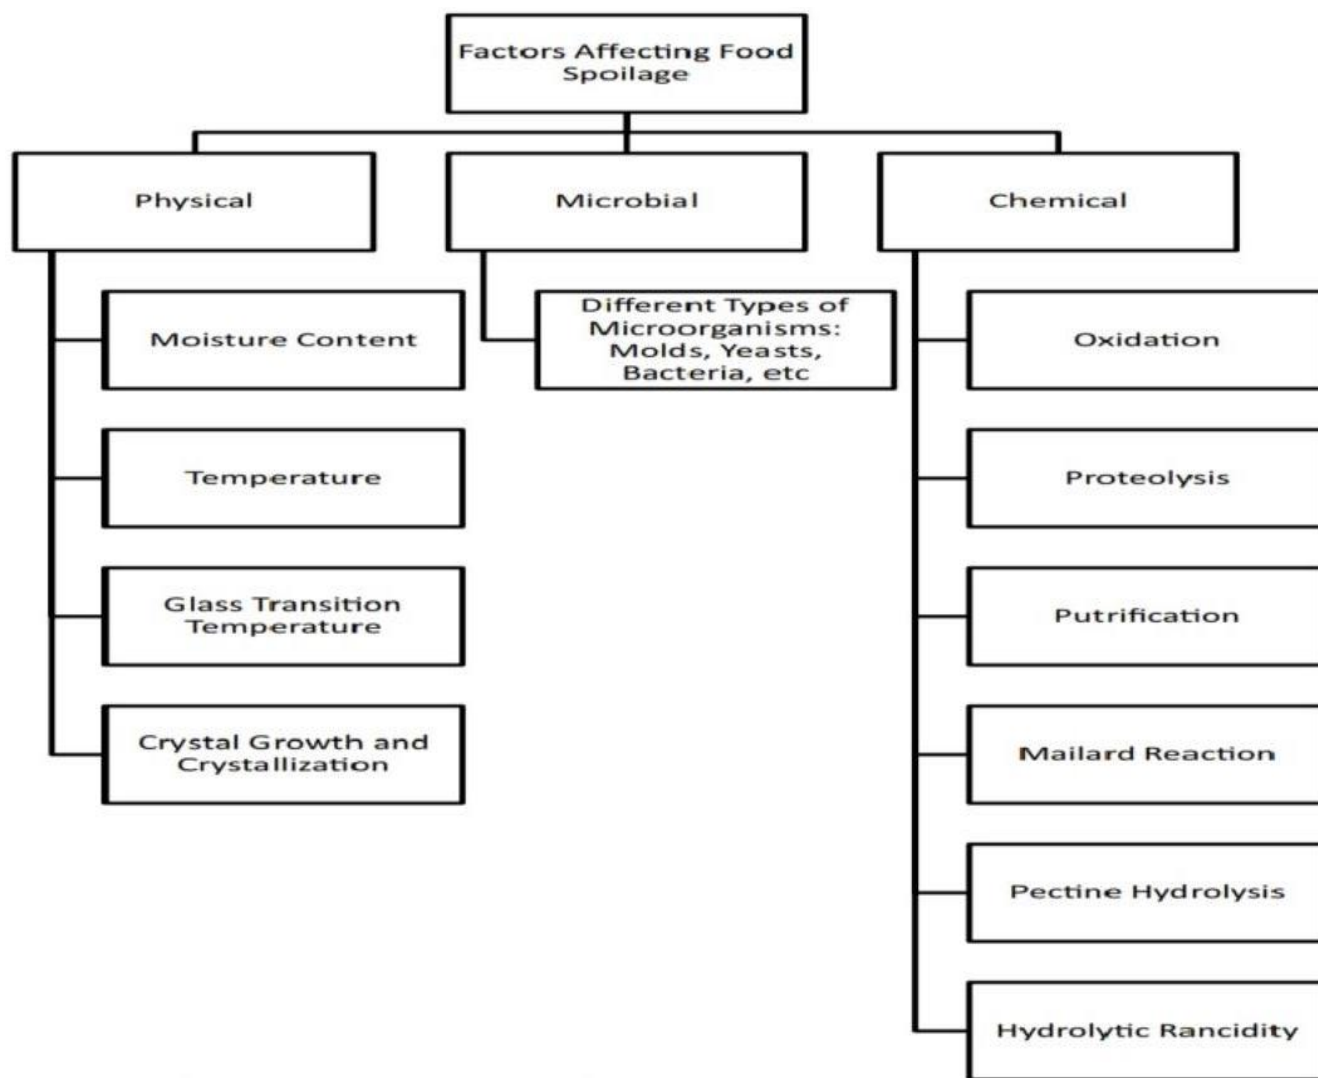 Factors Affecting Food
Spoilage
Physical
Microbial
Chemical
Moisture Content
Temperature
Glass Transition
Temperature
Crystal Growth and
Crystallization
Different Types of
Microorganisms:
Molds, Yeasts,
Bacteria, etc
Oxidation
Proteolysis
Putrification
Mailard Reaction
Pectine Hydrolysis
Hydrolytic Rancidity